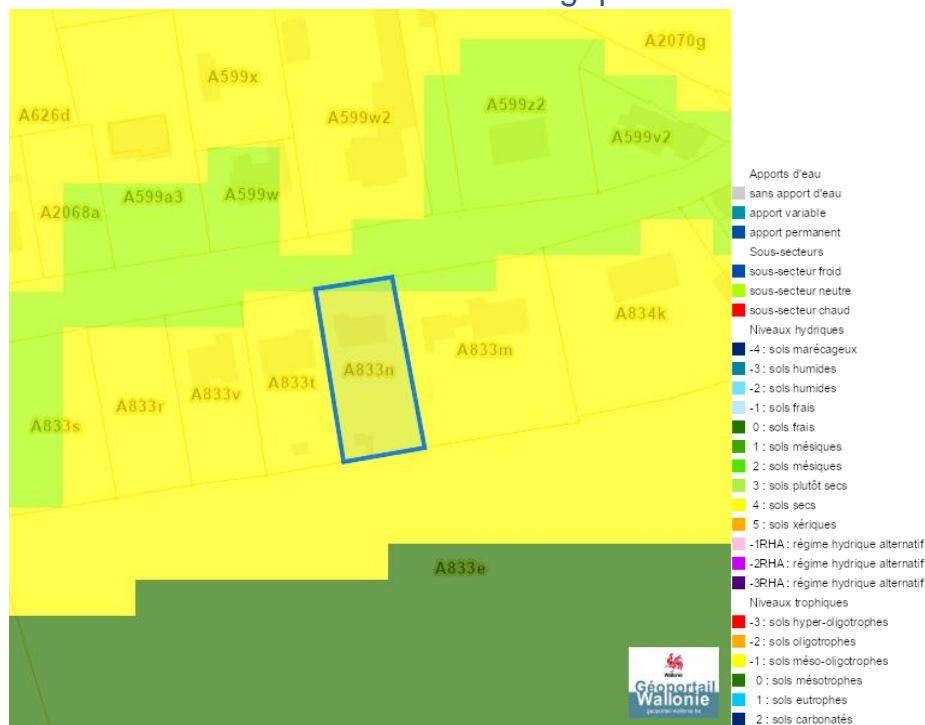 A2070g
A599x
A599w2
A599z2
A626d
A599v2
A599a3
A599w
A2068a
A834k
A833m
A833n
A833t
A833v
A833r
A833s
A833e
Wallonie
Géoportail
Wallonie
geoportail.wallonie.be
Apports d'eau
sans apport d'eau
apport variable
apport permanent
Sous-secteurs
sous-secteur froid
sous-secteur neutre
sous-secteur chaud
Niveaux hydriques
-4 : sols marécageux
-3 : sols humides
-2 : sols humides
-1 : sols frais
0 : sols frais
1 : sols mésiques
2 : sols mésiques
3 : sols plutôt secs
4 : sols secs
5 : sols xériques
-1RHA : régime hydrique alternatif
-2RHA : régime hydrique alternatif
-3RHA : régime hydrique alternatif
Niveaux trophiques
-3 : sols hyper-oligotrophes
-2 : sols oligotrophes
-1 : sols méso-oligotrophes
0 : sols mésotrophes
1 : sols eutrophes
2 : sols carbonatés